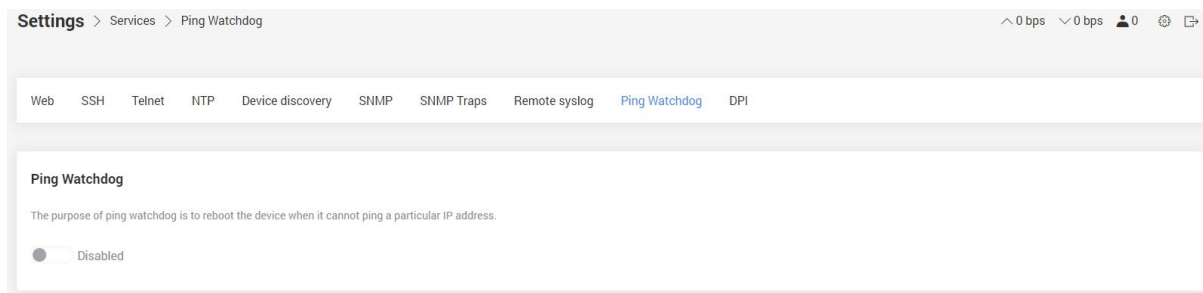 Settings > Services > Ping Watchdog 0 bps 0 bps 0
Web SSH Telnet NTP Device discovery SNMP SNMP Traps Remote syslog Ping Watchdog DPI
Ping Watchdog
The purpose of ping watchdog is to reboot the device when it cannot ping a particular IP address.
Disabled